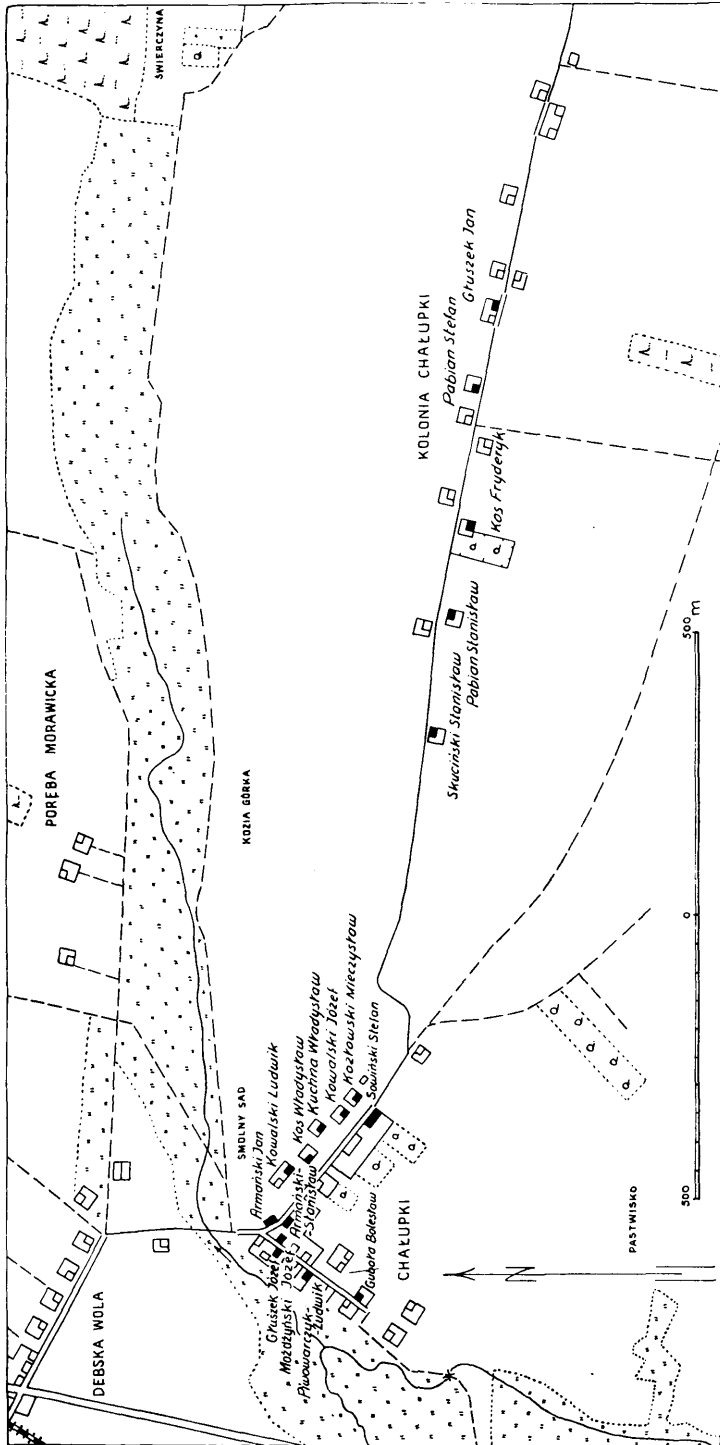 ŚWIERCZYNA
PORĘBA MORAWICKA
KOZIA GÓRKA
DEBSKA WOLA
SMOLNY SAD
Armański Jan
Kowalski Ludwik
Kos Władysław
Kuchna Władysław
Kowalski Józef
Kozłowski Mieczysław
Sowiński Stefan
Armański-
-Stanisław
Głuszek Józef
Możdżyński Józef
Piwowarczyk-
-Ludwik
Gubała Bolesław
CHAŁUPKI
KOLONIA CHAŁUPKI
Głuszek Jan
Pabian Stefan
Kos Fryderyk
Pabian Stanisław
Skuciński Stanisław
PASTWISKO
N
500
0
500 m